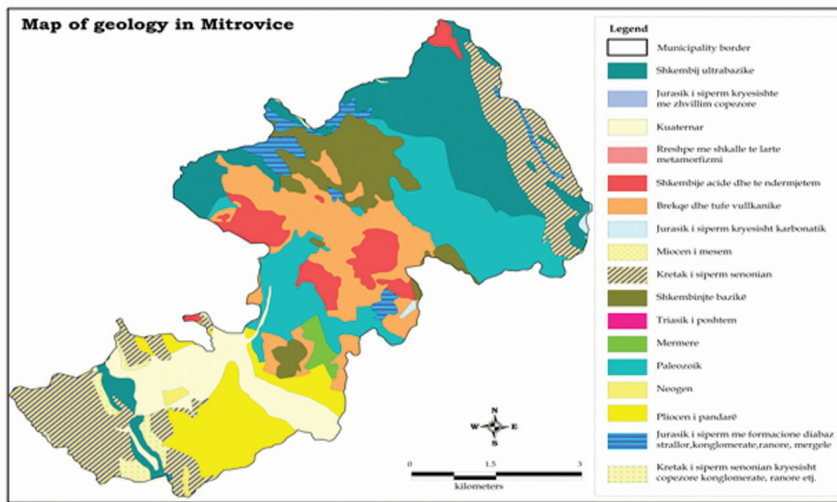 Map of geology in Mitrovice
Legend
Municipality border
Shkembij ultrabazike
Jurasik i siperm kryesishte
me zhvillim copezore
Kuaternar
Rreshpe me shkalle te larte
metamorfizmi
Shkembije acide dhe te ndermjetem
Brekqe dhe tufe vullkanike
Jurasik i siperm kryesisht karbonatik
Miocen i mesem
Kretak i siperm senonian
Shkembinjte bazikë
Triasik i poshtem
Mermere
Paleozoik
Neogen
Pliocen i pandarë
Jurasik i siperm me formacione diabaz
strallor,konglomerate,ranore, mergele
Kretak i siperm senonian kryesisht
copezore konglomerate, ranore etj.
N
W E
S
0 1.5 3
kilometers